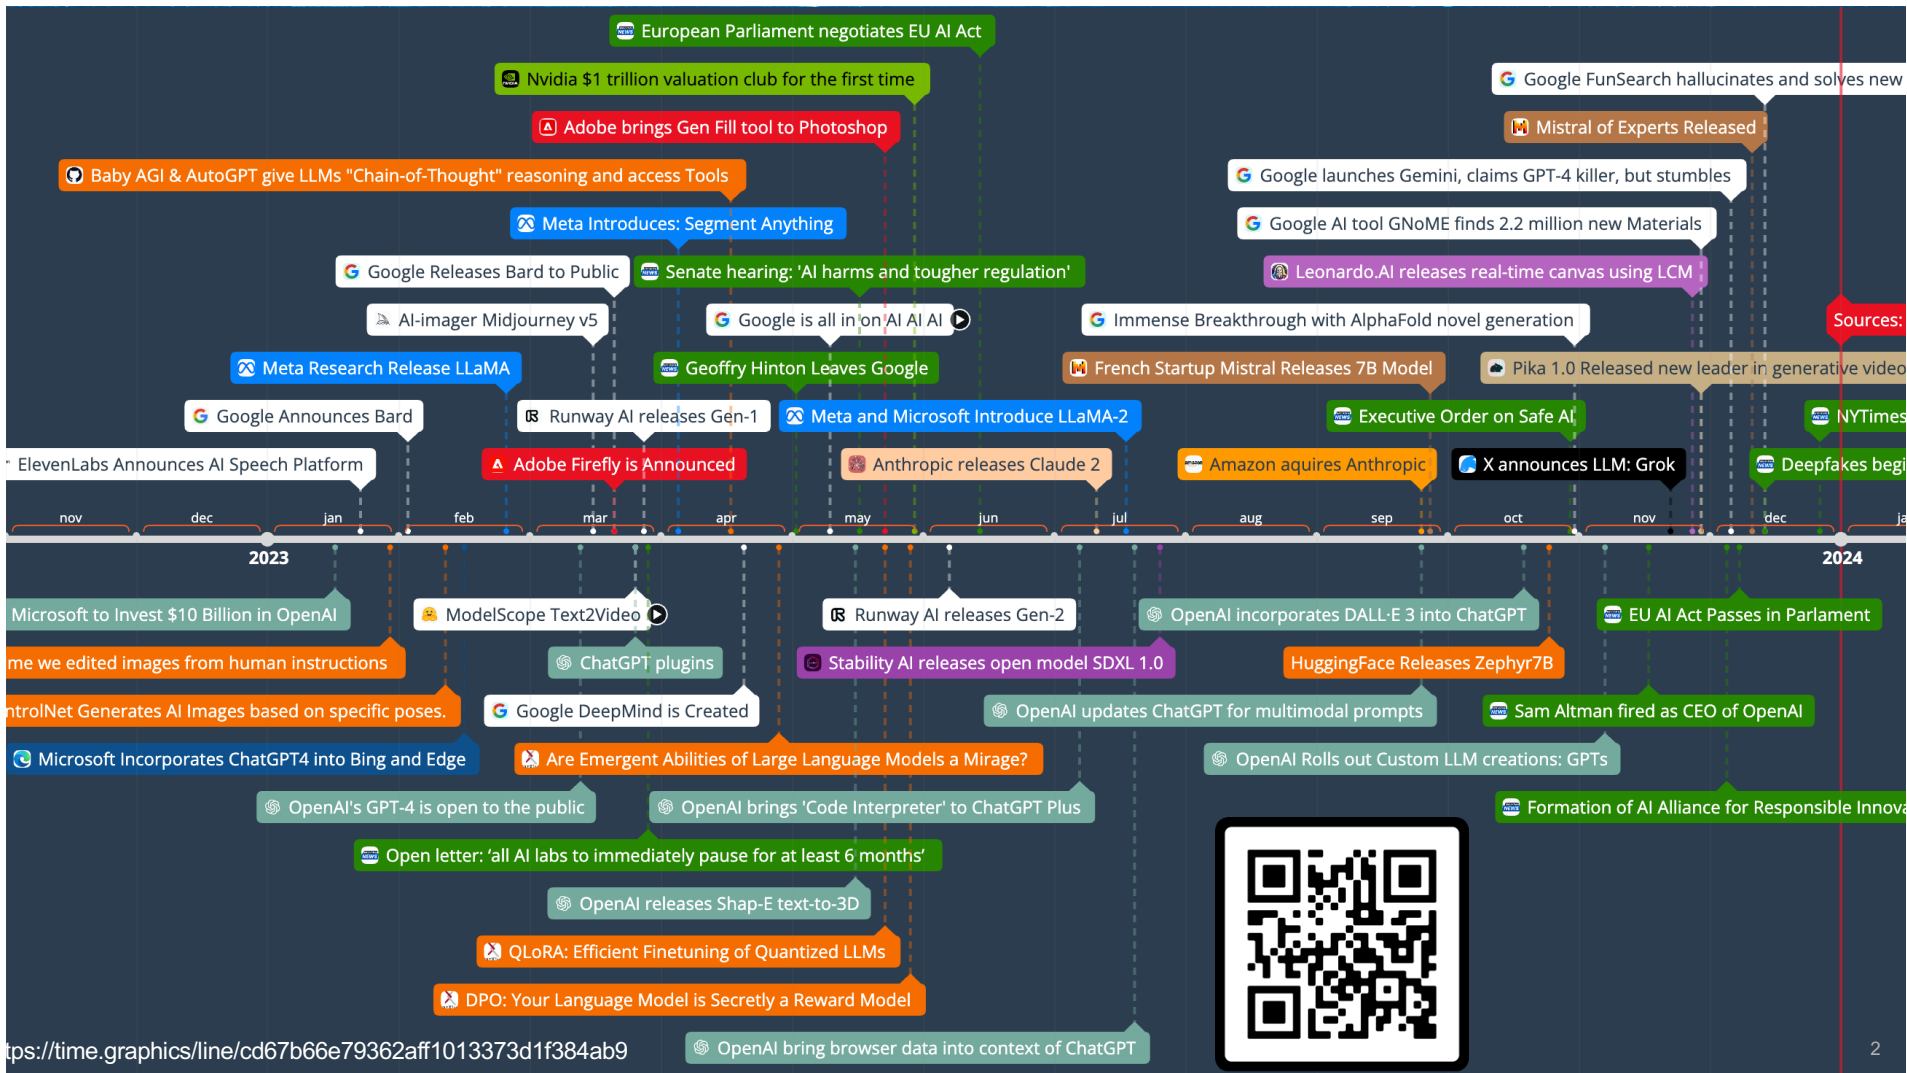 European Parliament negotiates EU AI Act
Nvidia $1 trillion valuation club for the first time
Google FunSearch hallucinates and solves new
Adobe brings Gen Fill tool to Photoshop
Mistral of Experts Released
Baby AGI & AutoGPT give LLMs "Chain-of-Thought" reasoning and access Tools
Google launches Gemini, claims GPT-4 killer, but stumbles
Meta Introduces: Segment Anything
Google AI tool GNoME finds 2.2 million new Materials
Google Releases Bard to Public
Senate hearing: 'AI harms and tougher regulation'
Leonardo.AI releases real-time canvas using LCM
AI-imager Midjourney v5
Google is all in on AI AI AI
Immense Breakthrough with AlphaFold novel generation
Sources:
Meta Research Release LLaMA
Geoffry Hinton Leaves Google
French Startup Mistral Releases 7B Model
Pika 1.0 Released new leader in generative video
Google Announces Bard
Runway AI releases Gen-1
Meta and Microsoft Introduce LLaMA-2
Executive Order on Safe AI
NYTimes
ElevenLabs Announces AI Speech Platform
Adobe Firefly is Announced
Anthropic releases Claude 2
Amazon aquires Anthropic
X announces LLM: Grok
Deepfakes begi
nov dec jan feb mar apr may jun jul aug sep oct nov dec ja
2023 2024
Microsoft to Invest $10 Billion in OpenAI
ModelScope Text2Video
Runway AI releases Gen-2
OpenAI incorporates DALL·E 3 into ChatGPT
EU AI Act Passes in Parlament
me we edited images from human instructions
ChatGPT plugins
Stability AI releases open model SDXL 1.0
HuggingFace Releases Zephyr7B
ntrolNet Generates AI Images based on specific poses.
Google DeepMind is Created
OpenAI updates ChatGPT for multimodal prompts
Sam Altman fired as CEO of OpenAI
Microsoft Incorporates ChatGPT4 into Bing and Edge
Are Emergent Abilities of Large Language Models a Mirage?
OpenAI Rolls out Custom LLM creations: GPTs
OpenAI's GPT-4 is open to the public
OpenAI brings 'Code Interpreter' to ChatGPT Plus
Formation of AI Alliance for Responsible Innova
Open letter: ‘all AI labs to immediately pause for at least 6 months’
OpenAI releases Shap-E text-to-3D
QLoRA: Efficient Finetuning of Quantized LLMs
DPO: Your Language Model is Secretly a Reward Model
OpenAI bring browser data into context of ChatGPT
tps://time.graphics/line/cd67b66e79362aff1013373d1f384ab9
2